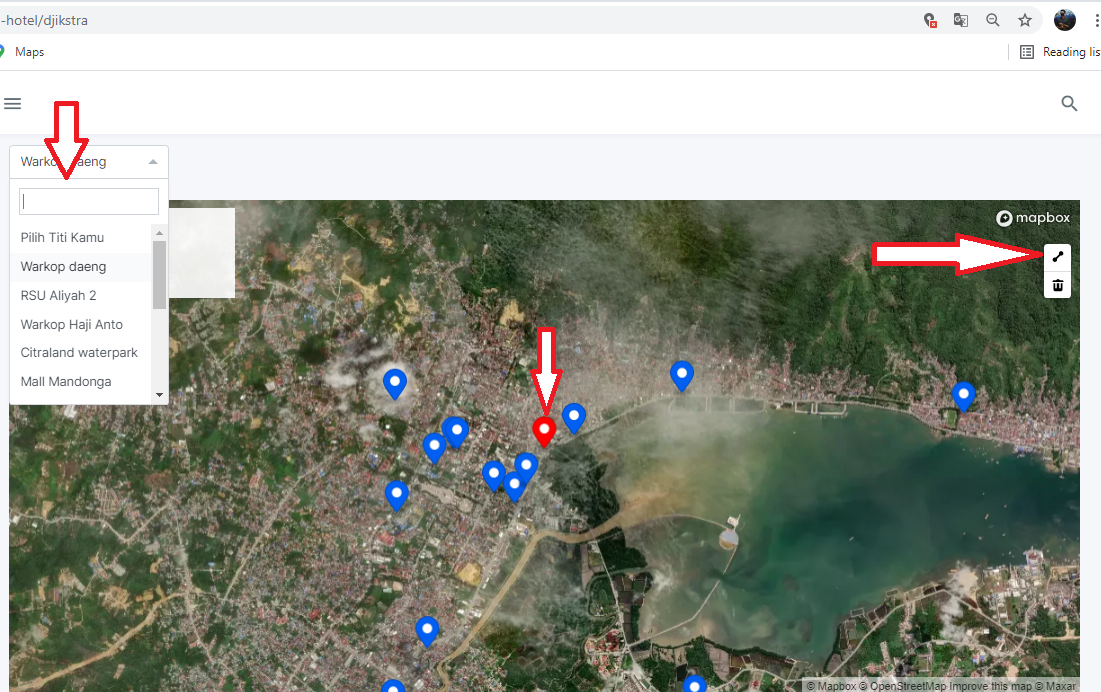 -hotel/djikstra
Maps
Reading lis
Warkop daeng
Pilih Titi Kamu
Warkop daeng
RSU Aliyah 2
Warkop Haji Anto
Citraland waterpark
Mall Mandonga
mapbox
© Mapbox © OpenStreetMap Improve this map © Maxar